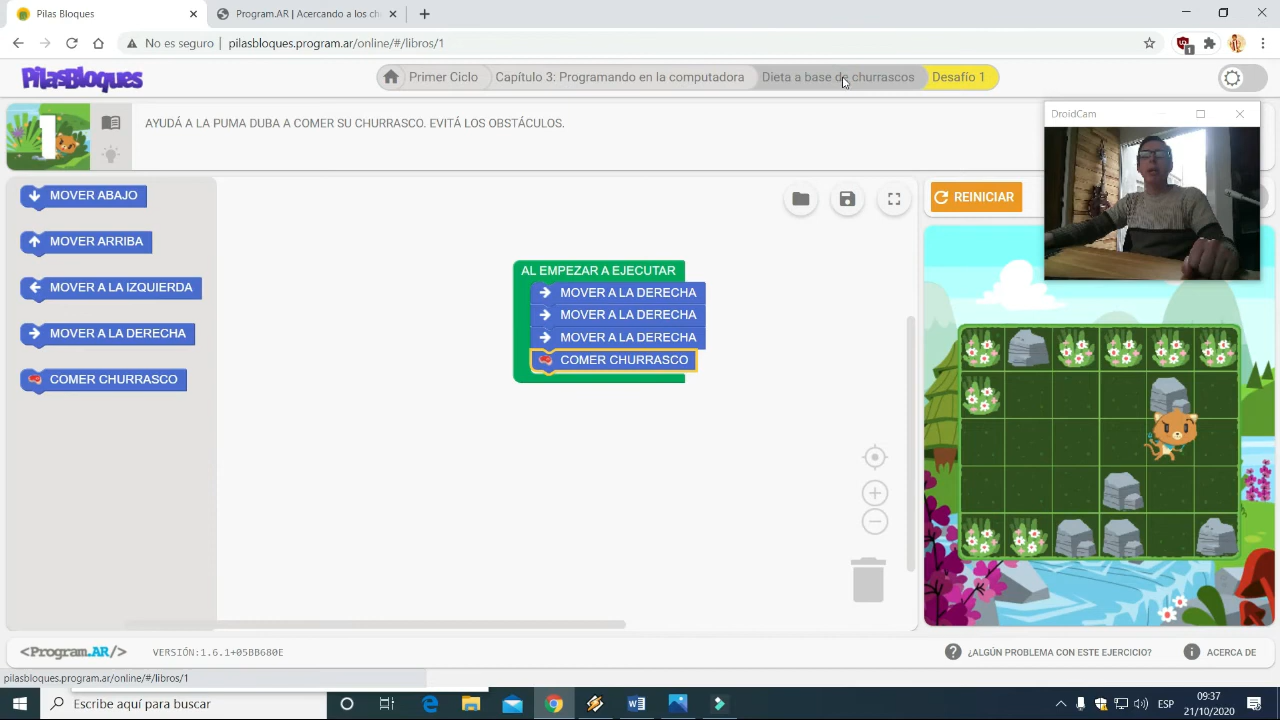 Pilas Bloques
Program.AR | Acercando a los ch
No es seguro
pilasbloques.program.ar/online/#/libros/1
PILASBLOQUES
Primer Ciclo
Capítulo 3: Programando en la computadora
Dieta a base de churrascos
Desafío 1
1
AYUDÁ A LA PUMA DUBA A COMER SU CHURRASCO. EVITÁ LOS OBSTÁCULOS.
DroidCam
MOVER ABAJO
MOVER ARRIBA
MOVER A LA IZQUIERDA
MOVER A LA DERECHA
COMER CHURRASCO
AL EMPEZAR A EJECUTAR
MOVER A LA DERECHA
MOVER A LA DERECHA
MOVER A LA DERECHA
COMER CHURRASCO
REINICIAR
<Program.AR/>
VERSIÓN:1.6.1+05BB680E
¿ALGÚN PROBLEMA CON ESTE EJERCICIO?
ACERCA DE
pilasbloques.program.ar/online/#/libros/1
Escribe aquí para buscar
ESP
09:37
21/10/2020